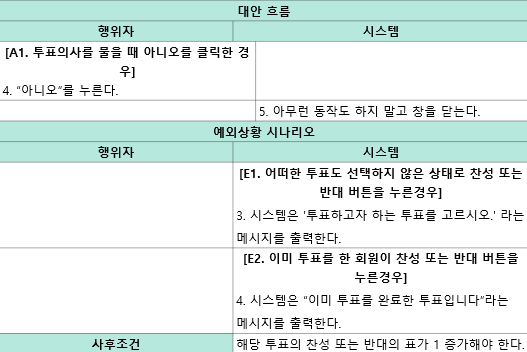 대안 흐름
행위자 시스템
[A1. 투표의사를 물을 때 아니오를 클릭한 경
우]
4. “아니오”를 누른다.
5. 아무런 동작도 하지 말고 창을 닫는다.
예외상황 시나리오
행위자 시스템
[E1. 어떠한 투표도 선택하지 않은 상태로 찬성 또는
반대 버튼을 누른경우]
3. 시스템은 '투표하고자 하는 투표를 고르시오.' 라는
메시지를 출력한다.
[E2. 이미 투표를 한 회원이 찬성 또는 반대 버튼을
누른경우]
4. 시스템은 “이미 투표를 완료한 투표입니다”라는
메시지를 출력한다.
사후조건 해당 투표의 찬성 또는 반대의 표가 1 증가해야 한다.